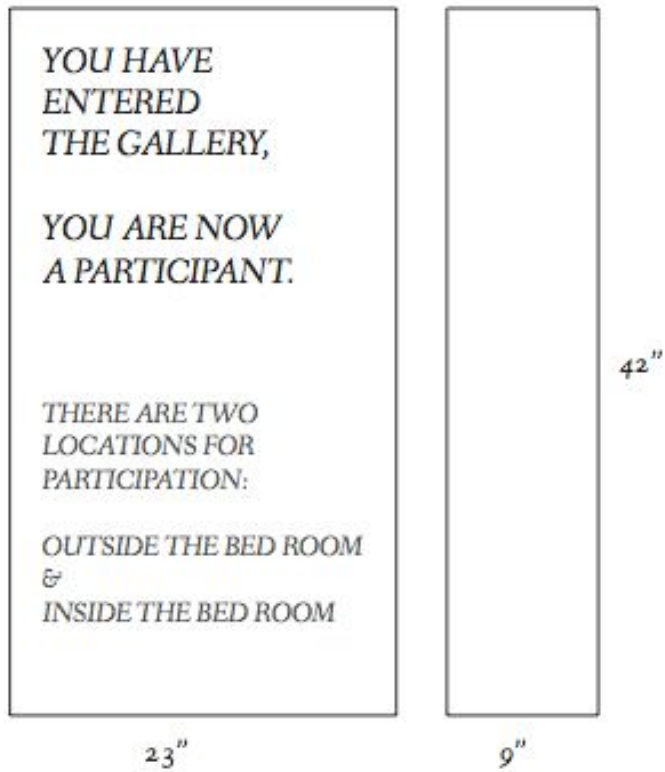 YOU HAVE
ENTERED
THE GALLERY,
YOU ARE NOW
A PARTICIPANT.
THERE ARE TWO
LOCATIONS FOR
PARTICIPATION:
OUTSIDE THE BED ROOM
&
INSIDE THE BED ROOM
42"
23"
9"